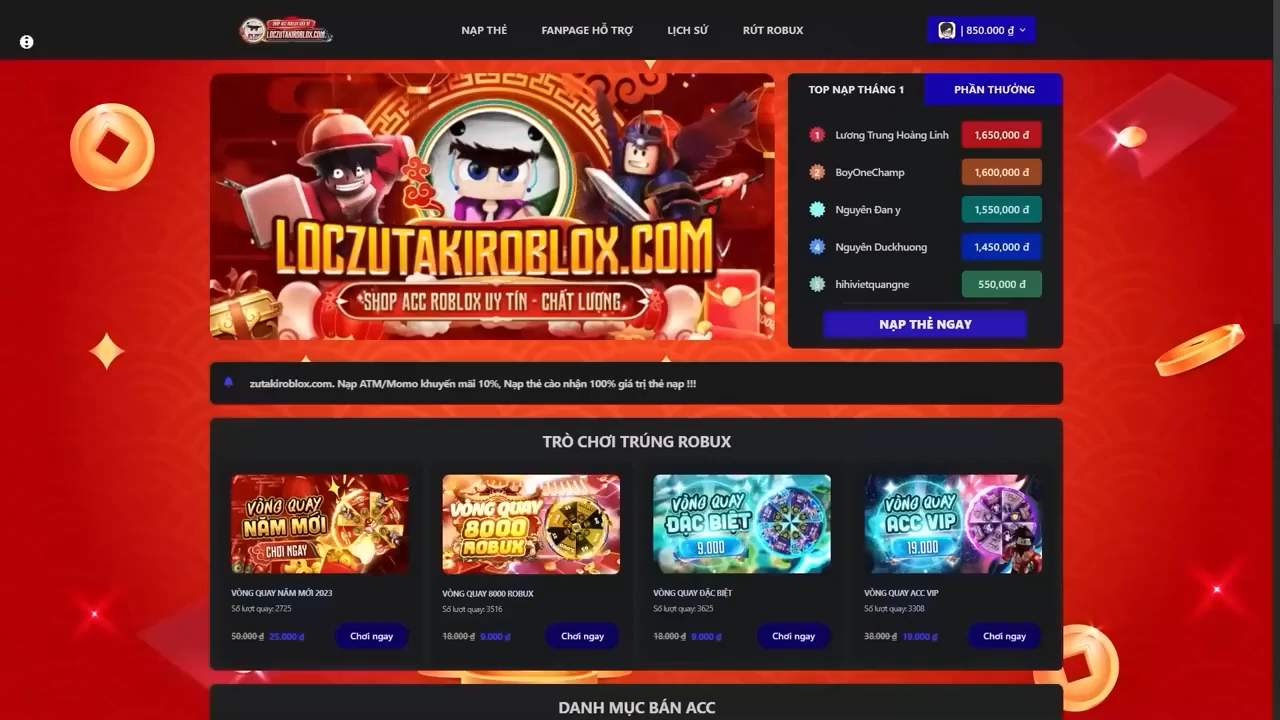 SHOP ACC ROBLOX GIÁ RẺ
LOCZUTAKIROBLOX.COM
NẠP THẺ
FANPAGE HỖ TRỢ
LỊCH SỬ
RÚT ROBUX
| 850.000 ₫
LOCZUTAKIROBLOX.COM
SHOP ACC ROBLOX UY TÍN - CHẤT LƯỢNG
TOP NẠP THÁNG 1
PHẦN THƯỞNG
1 Lương Trung Hoàng Linh 1,650,000 đ
2 BoyOneChamp 1,600,000 đ
Nguyên Đan y 1,550,000 đ
4 Nguyên Duckhuong 1,450,000 đ
hihivietquangne 550,000 đ
NẠP THẺ NGAY
zutakiroblox.com. Nạp ATM/Momo khuyến mãi 10%, Nạp thẻ cào nhận 100% giá trị thẻ nạp !!!
TRÒ CHƠI TRÚNG ROBUX
VÒNG QUAY
NĂM MỚI
CHƠI NGAY
VÒNG QUAY
8000
ROBUX
VÒNG QUAY
ĐẶC BIỆT
9.000
VÒNG QUAY
ACC VIP
19.000
VÒNG QUAY NĂM MỚI 2023
Số lượt quay: 2725
50.000 ₫ 25.000 ₫
Chơi ngay
VÒNG QUAY 8000 ROBUX
Số lượt quay: 3516
18.000 ₫ 9.000 ₫
Chơi ngay
VÒNG QUAY ĐẶC BIỆT
Số lượt quay: 3625
18.000 ₫ 9.000 ₫
Chơi ngay
VÒNG QUAY ACC VIP
Số lượt quay: 3308
38.000 ₫ 19.000 ₫
Chơi ngay
DANH MỤC BÁN ACC